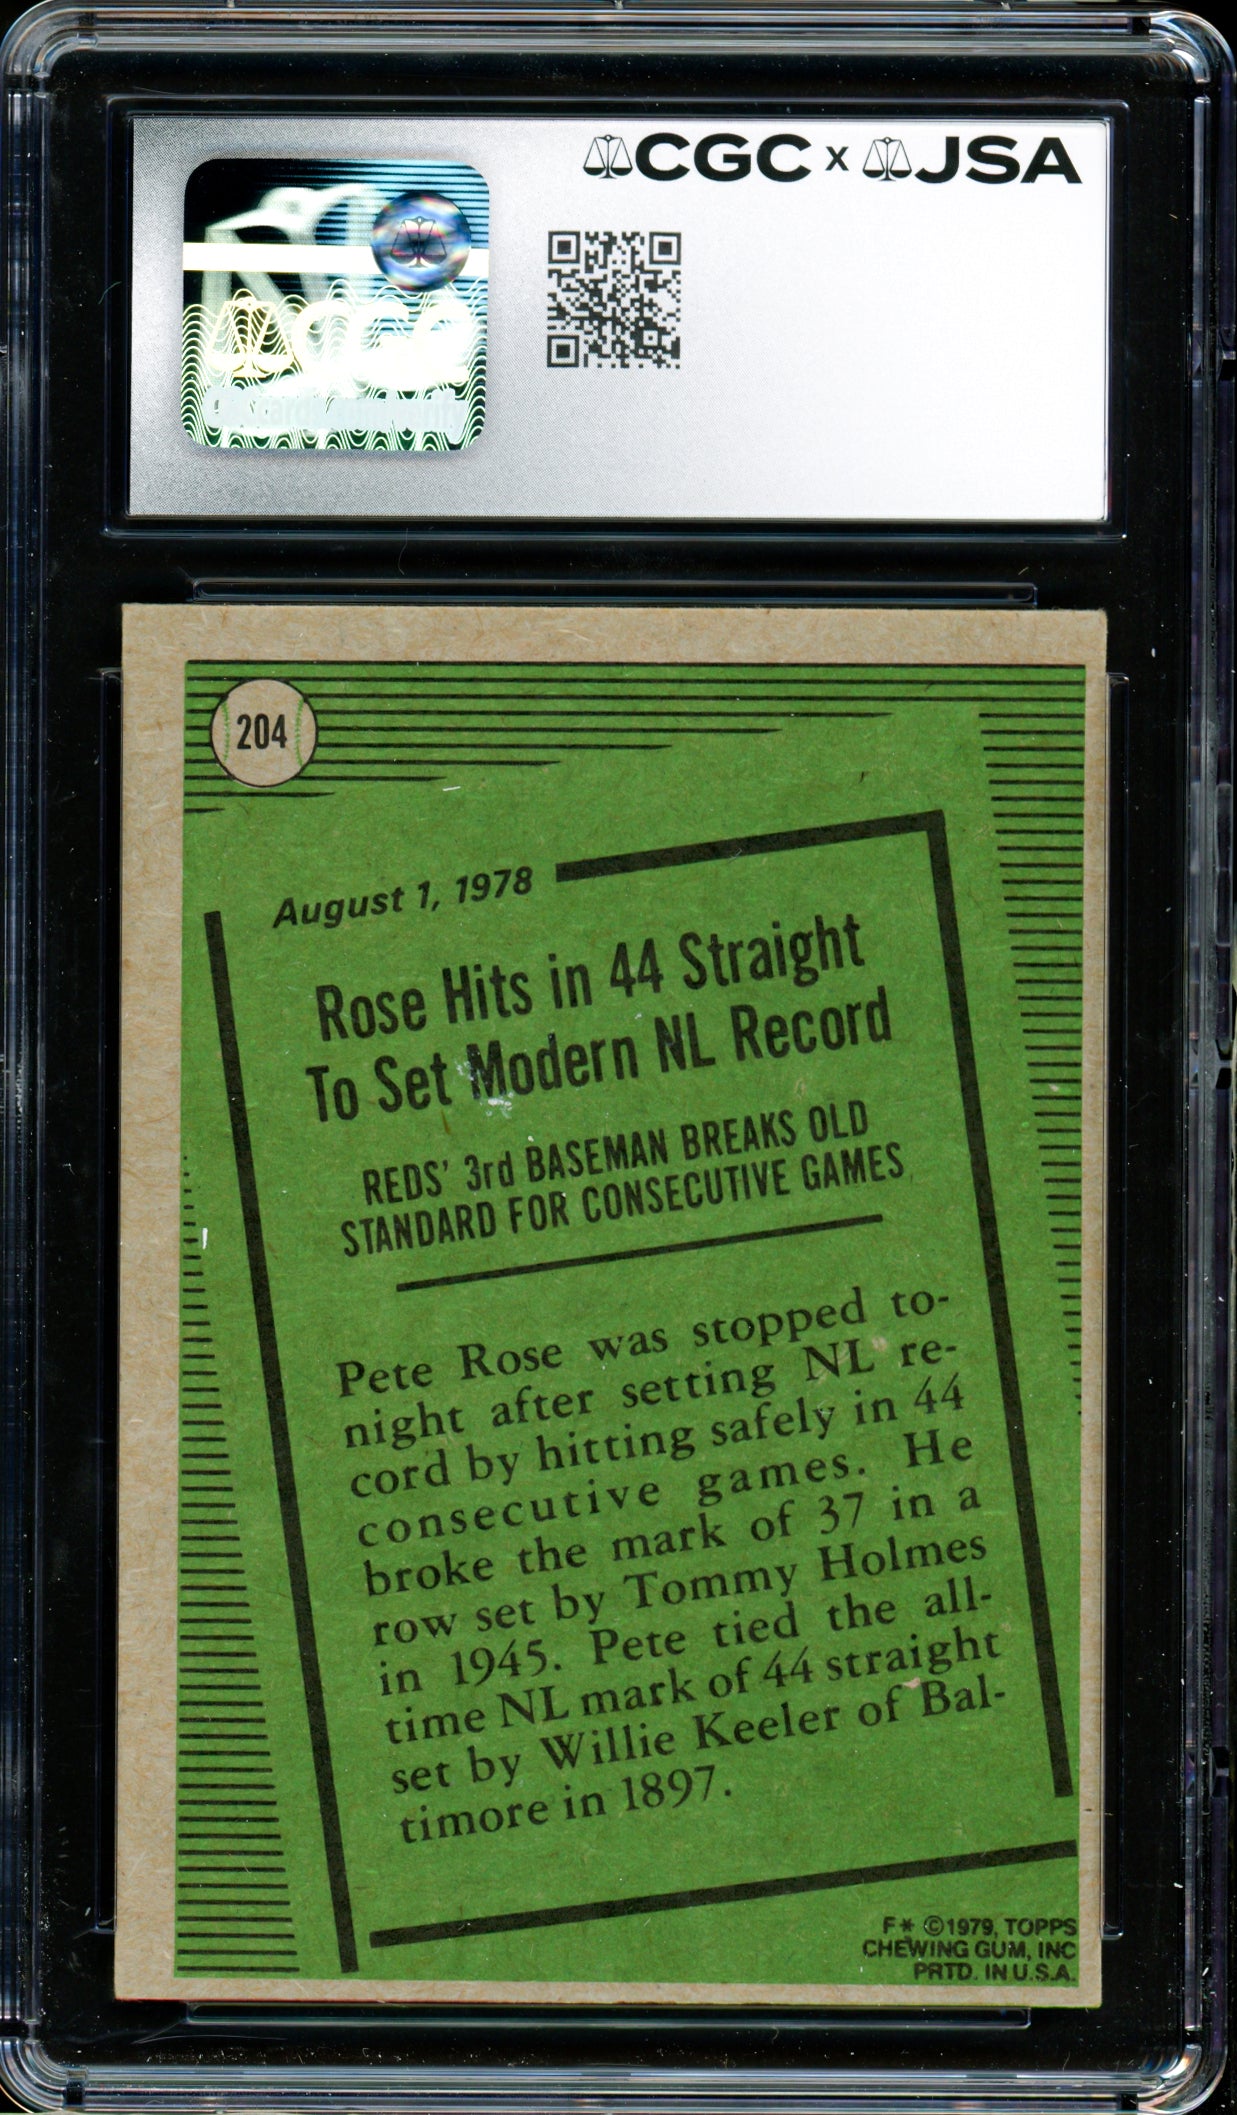 CGC x JSA
CGC
204
August 1, 1978
Rose Hits in 44 Straight
To Set Modern NL Record
REDS' 3rd BASEMAN BREAKS OLD
STANDARD FOR CONSECUTIVE GAMES
Pete Rose was stopped to-
night after setting NL re-
cord by hitting safely in 44
consecutive games. He
broke the mark of 37 in a
row set by Tommy Holmes
in 1945. Pete tied the all-
time NL mark of 44 straight
set by Willie Keeler of Bal-
timore in 1897.
F* ©1979, TOPPS
CHEWING GUM, INC
PRTD. IN U.S.A.